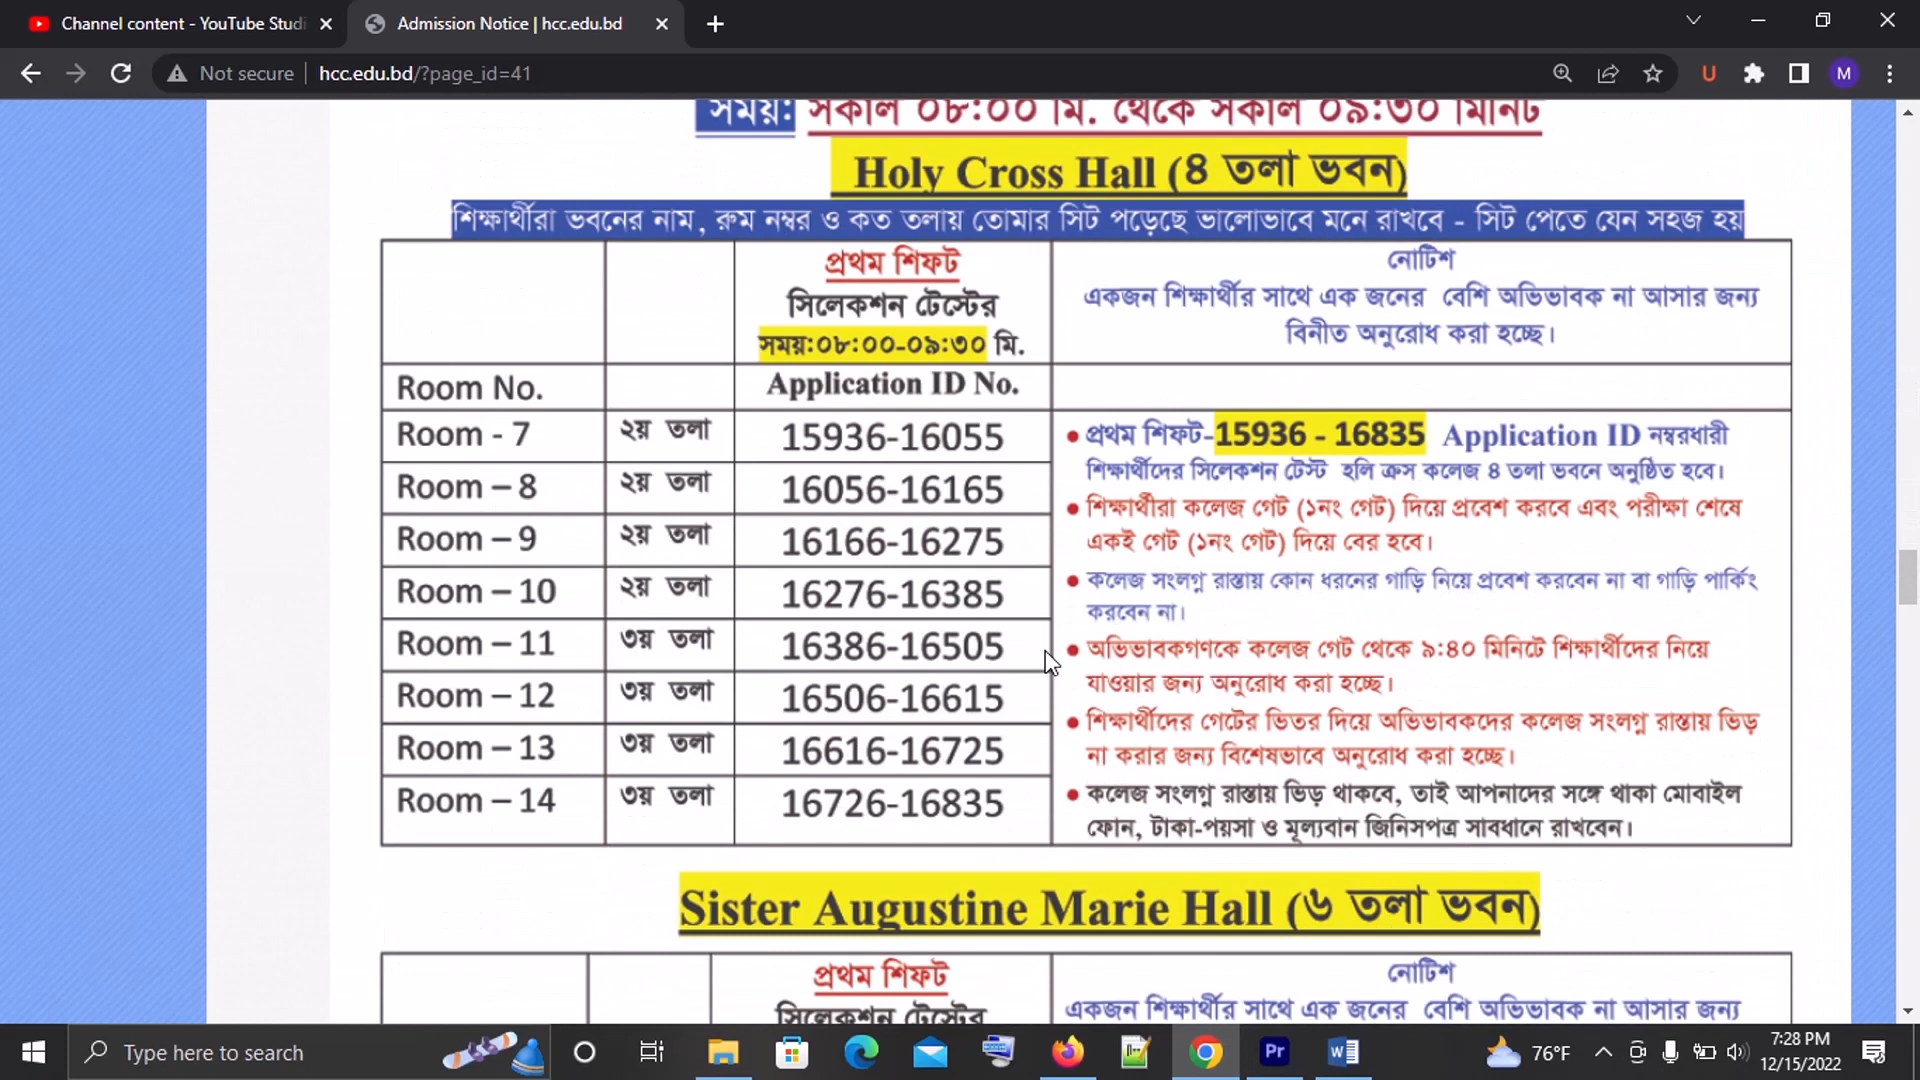 Channel content - YouTube Studi
Admission Notice | hcc.edu.bd
Not secure
hcc.edu.bd/?page_id=41
সময়: সকাল ০৮:০০ মি. থেকে সকাল ০৯:৩০ মিনিট
Holy Cross Hall (৪ তলা ভবন)
শিক্ষার্থীরা ভবনের নাম, রুম নম্বর ও কত তলায় তোমার সিট পড়েছে ভালোভাবে মনে রাখবে - সিট পেতে যেন সহজ হয়
প্রথম শিফট
সিলেকশন টেস্টের
সময়:০৮:০০-০৯:৩০ মি.
নোটিশ
একজন শিক্ষার্থীর সাথে এক জনের বেশি অভিভাবক না আসার জন্য
বিনীত অনুরোধ করা হচ্ছে।
Room No. Application ID No.
Room - 7 ২য় তলা 15936-16055
Room – 8 ২য় তলা 16056-16165
Room – 9 ২য় তলা 16166-16275
Room – 10 ২য় তলা 16276-16385
Room – 11 ৩য় তলা 16386-16505
Room – 12 ৩য় তলা 16506-16615
Room – 13 ৩য় তলা 16616-16725
Room – 14 ৩য় তলা 16726-16835
• প্রথম শিফট-15936 - 16835 Application ID নম্বরধারী
শিক্ষার্থীদের সিলেকশন টেস্ট হলি ক্রস কলেজ ৪ তলা ভবনে অনুষ্ঠিত হবে।
• শিক্ষার্থীরা কলেজ গেট (১নং গেট) দিয়ে প্রবেশ করবে এবং পরীক্ষা শেষে
একই গেট (১নং গেট) দিয়ে বের হবে।
• কলেজ সংলগ্ন রাস্তায় কোন ধরনের গাড়ি নিয়ে প্রবেশ করবেন না বা গাড়ি পার্কিং
করবেন না।
• অভিভাবকগণকে কলেজ গেট থেকে ৯:৪০ মিনিটে শিক্ষার্থীদের নিয়ে
যাওয়ার জন্য অনুরোধ করা হচ্ছে।
• শিক্ষার্থীদের গেটের ভিতর দিয়ে অভিভাবকদের কলেজ সংলগ্ন রাস্তায় ভিড়
না করার জন্য বিশেষভাবে অনুরোধ করা হচ্ছে।
• কলেজ সংলগ্ন রাস্তায় ভিড় থাকবে, তাই আপনাদের সঙ্গে থাকা মোবাইল
ফোন, টাকা-পয়সা ও মূল্যবান জিনিসপত্র সাবধানে রাখবেন।
Sister Augustine Marie Hall (৬ তলা ভবন)
প্রথম শিফট
সিলেকশন টেস্টের
নোটিশ
একজন শিক্ষার্থীর সাথে এক জনের বেশি অভিভাবক না আসার জন্য
Type here to search
76°F
7:28 PM
12/15/2022